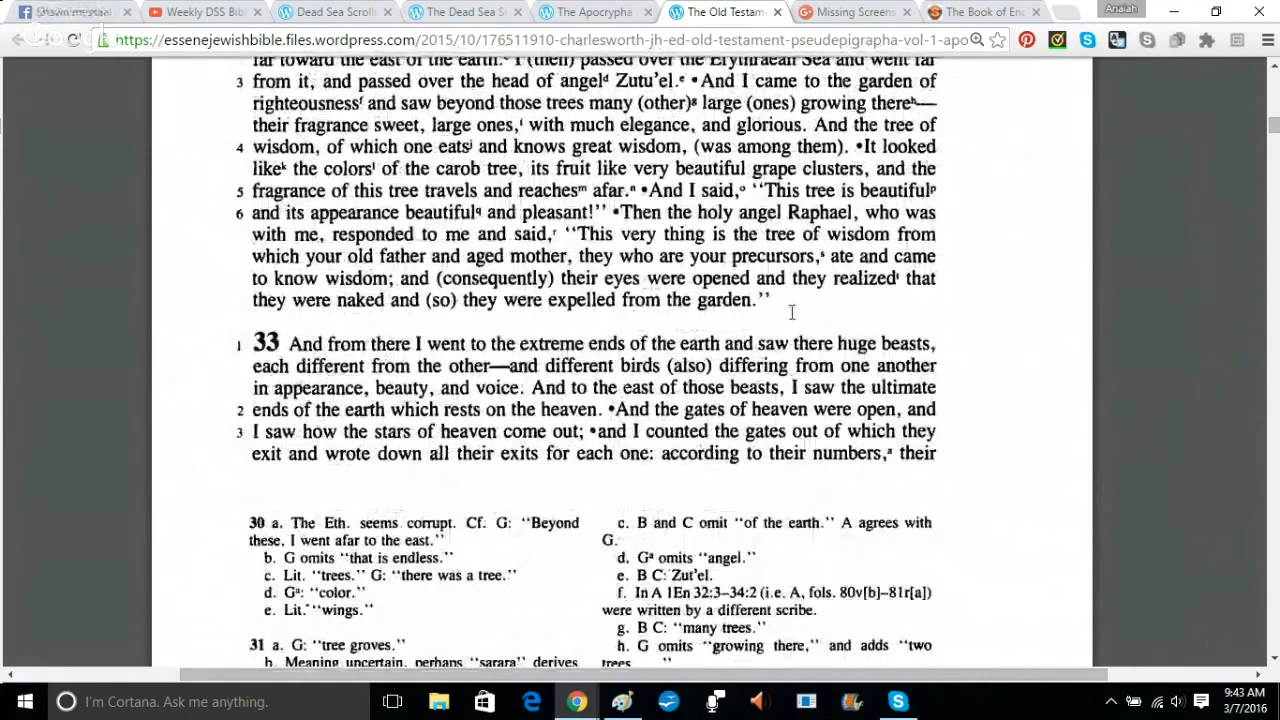 Weekly DSS Bib
Dead Sea Scroll
The Dead Sea S
The Apocrypha
The Old Testam
Missing Screens
The Book of En
Anaiah
https://essenejewishbible.files.wordpress.com/2015/10/176511910-charlesworth-jh-ed-old-testament-pseudepigrapha-vol-1-apo
far toward the east of the earth. I (then) passed over the Erythraean Sea and went far
3 from it, and passed over the head of angelᵈ Zutu'el.ᵉ •And I came to the garden of
righteousnessᶠ and saw beyond those trees many (other)ᵍ large (ones) growing thereʰ—
their fragrance sweet, large ones,ⁱ with much elegance, and glorious. And the tree of
4 wisdom, of which one eatsʲ and knows great wisdom, (was among them). •It looked
likeᵏ the colorsˡ of the carob tree, its fruit like very beautiful grape clusters, and the
5 fragrance of this tree travels and reachesᵐ afar.ⁿ •And I said,ᵒ "This tree is beautifulᵖ
6 and its appearance beautiful𐞥 and pleasant!" •Then the holy angel Raphael, who was
with me, responded to me and said,ʳ "This very thing is the tree of wisdom from
which your old father and aged mother, they who are your precursors,ˢ ate and came
to know wisdom; and (consequently) their eyes were opened and they realizedᵗ that
they were naked and (so) they were expelled from the garden."
1 33 And from there I went to the extreme ends of the earth and saw there huge beasts,
each different from the other—and different birds (also) differing from one another
in appearance, beauty, and voice. And to the east of those beasts, I saw the ultimate
2 ends of the earth which rests on the heaven. •And the gates of heaven were open, and
3 I saw how the stars of heaven come out; •and I counted the gates out of which they
exit and wrote down all their exits for each one: according to their numbers,ᵃ their
30 a. The Eth. seems corrupt. Cf. G: "Beyond
these, I went afar to the east."
b. G omits "that is endless."
c. Lit. "trees." G: "there was a tree."
d. Gᵃ: "color."
e. Lit. "wings."
31 a. G: "tree groves."
b. Meaning uncertain, perhaps "sarara" derives
c. B and C omit "of the earth." A agrees with
G.
d. Gᵃ omits "angel."
e. B C: Zut'el.
f. In A 1En 32:3–34:2 (i.e. A, fols. 80v[b]–81r[a])
were written by a different scribe.
g. B C: "many trees."
h. G omits "growing there," and adds "two
trees
I'm Cortana. Ask me anything.
9:43 AM
3/7/2016